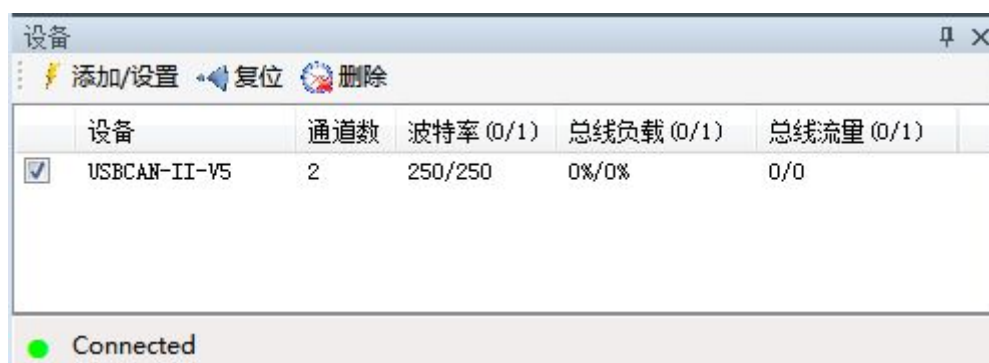 设备
添加/设置 复位 删除
设备 通道数 波特率(0/1) 总线负载(0/1) 总线流量(0/1)
USBCAN-II-V5 2 250/250 0%/0% 0/0
Connected